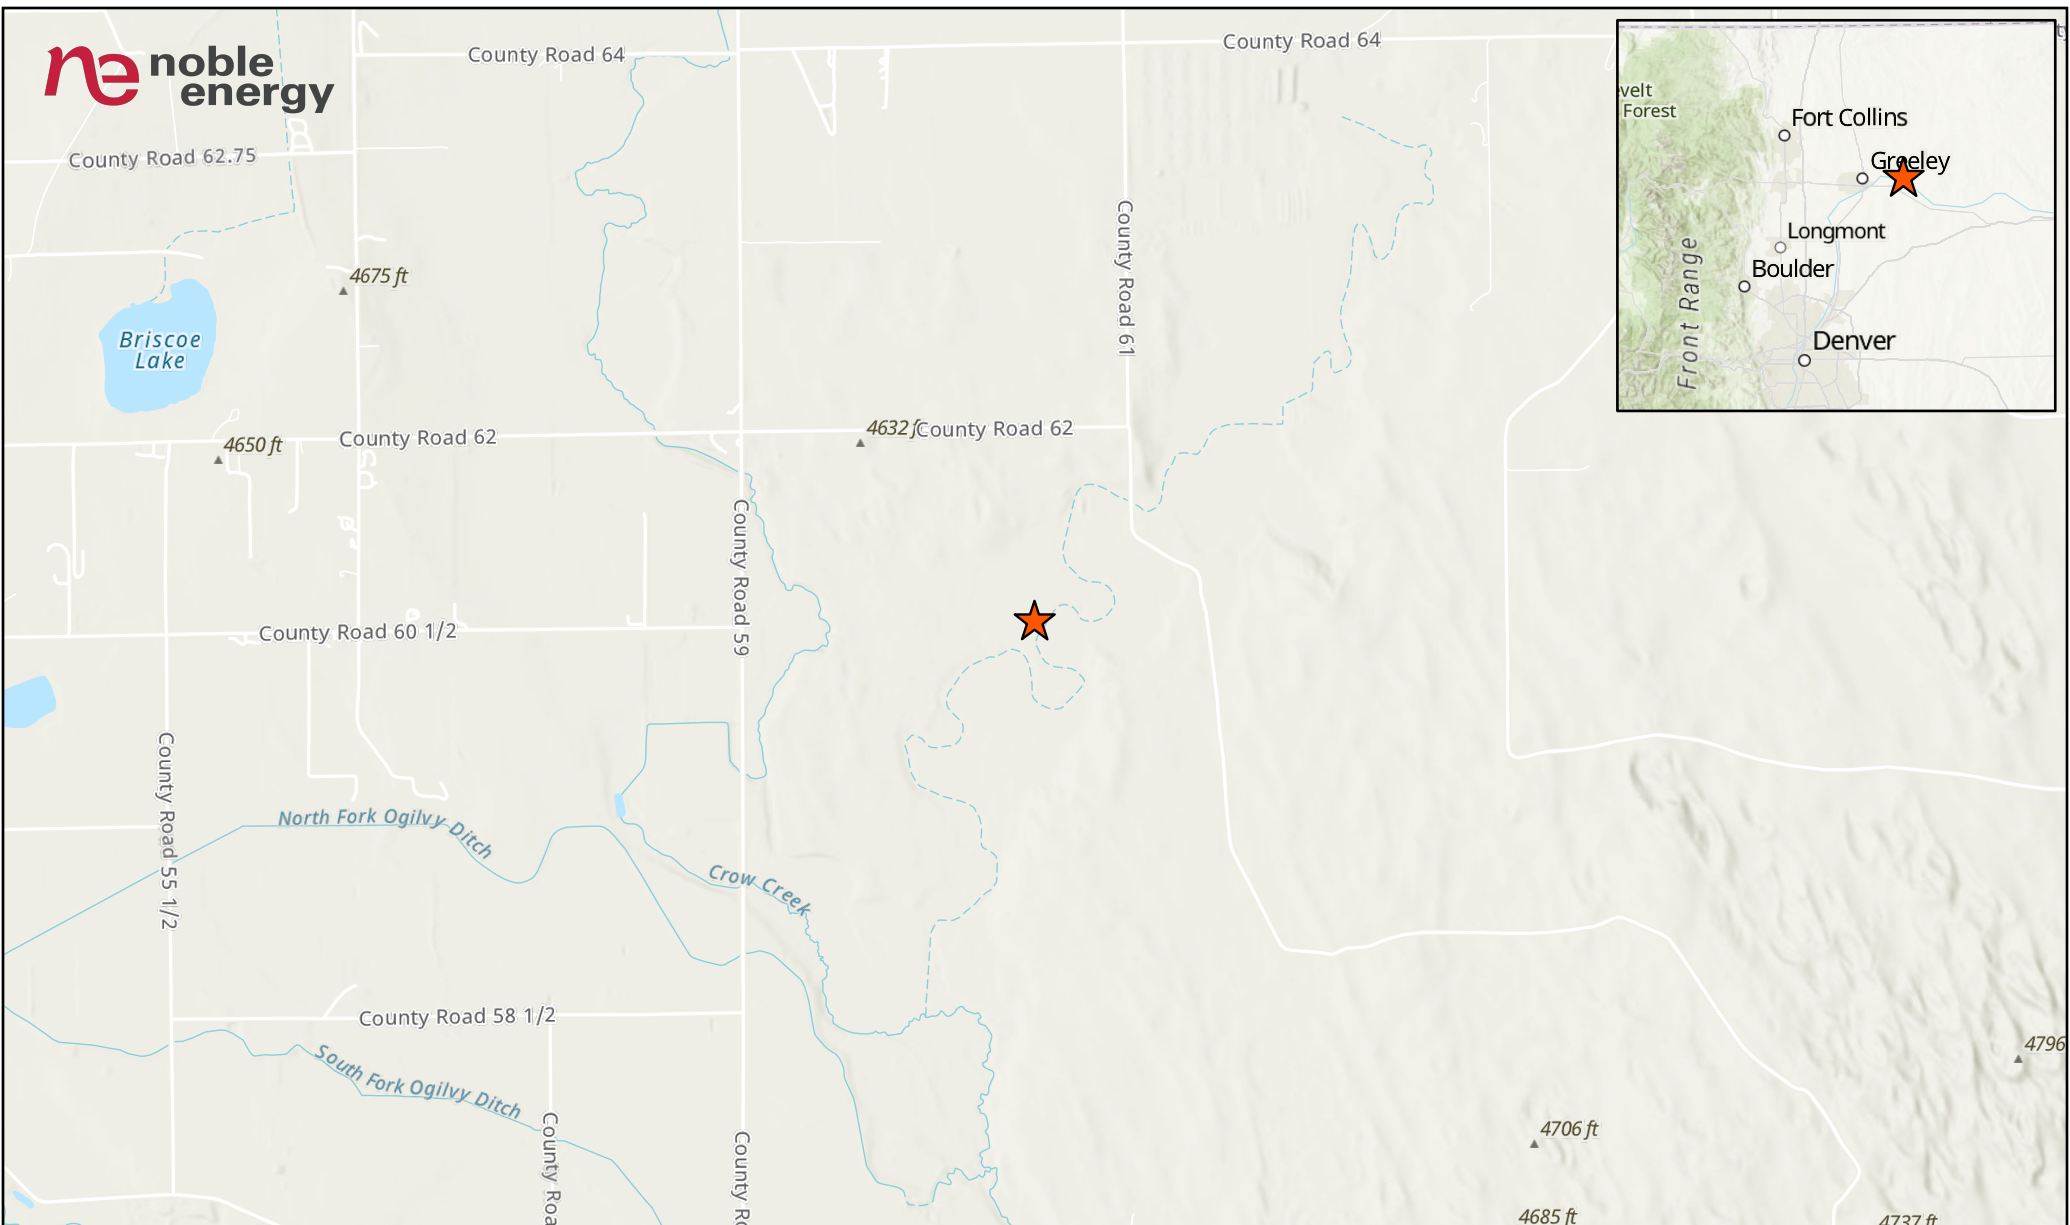 noble
energy
County Road 64
County Road 64
County Road 62.75
velt
Forest
Fort Collins
Greeley
Longmont
Boulder
Front Range
Denver
County Road 61
4675 ft
Briscoe
Lake
4650 ft
County Road 62
4632 f
County Road 62
County Road 59
County Road 60 1/2
County Road 55 1/2
North Fork Ogilvy Ditch
Crow Creek
County Road 58 1/2
South Fork Ogilvy Ditch
County Roa
County Ro
4796
4706 ft
4685 ft
4737 ft